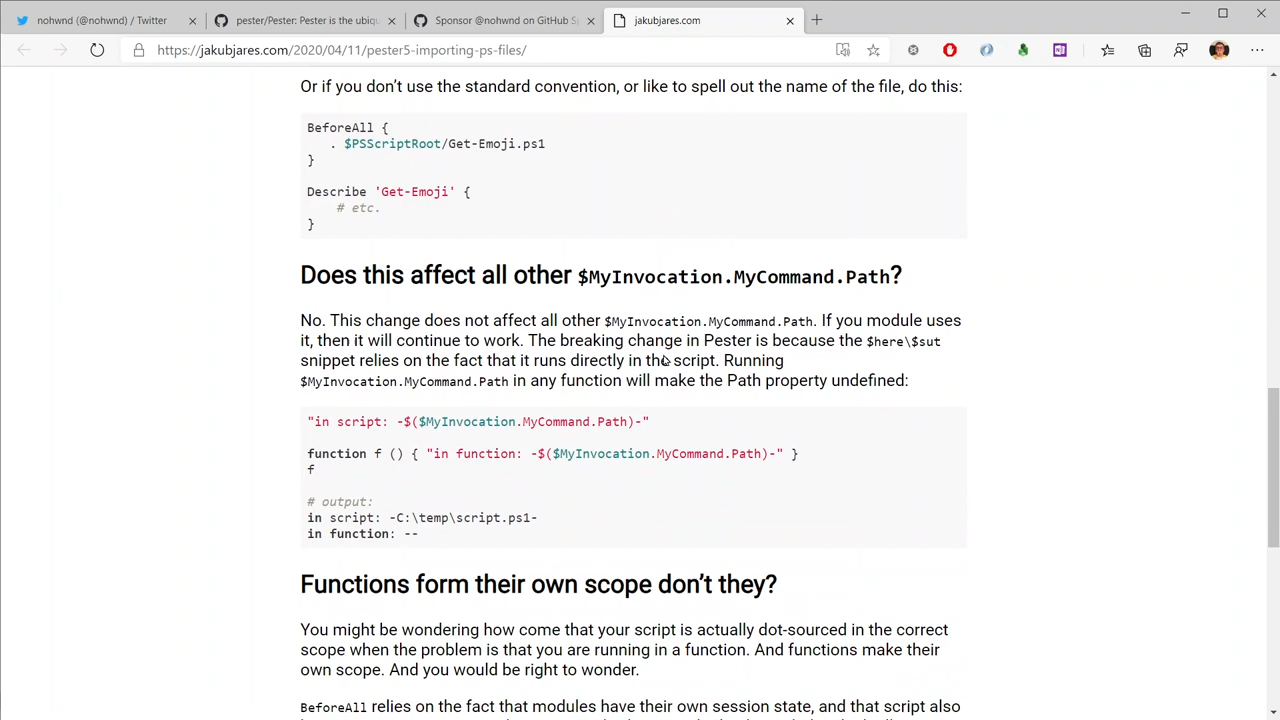 nohwnd (@nohwnd) / Twitter
pester/Pester: Pester is the ubiqu
Sponsor @nohwnd on GitHub Sp
jakubjares.com
https://jakubjares.com/2020/04/11/pester5-importing-ps-files/
Or if you don’t use the standard convention, or like to spell out the name of the file, do this:
BeforeAll {
. $PSScriptRoot/Get-Emoji.ps1
}
Describe 'Get-Emoji' {
# etc.
}
Does this affect all other $MyInvocation.MyCommand.Path?
No. This change does not affect all other $MyInvocation.MyCommand.Path. If you module uses
it, then it will continue to work. The breaking change in Pester is because the $here\$sut
snippet relies on the fact that it runs directly in the script. Running
$MyInvocation.MyCommand.Path in any function will make the Path property undefined:
"in script: -$($MyInvocation.MyCommand.Path)-"
function f () { "in function: -$($MyInvocation.MyCommand.Path)-" }
f
# output:
in script: -C:\temp\script.ps1-
in function: --
Functions form their own scope don’t they?
You might be wondering how come that your script is actually dot-sourced in the correct
scope when the problem is that you are running in a function. And functions make their
own scope. And you would be right to wonder.
BeforeAll relies on the fact that modules have their own session state, and that script also